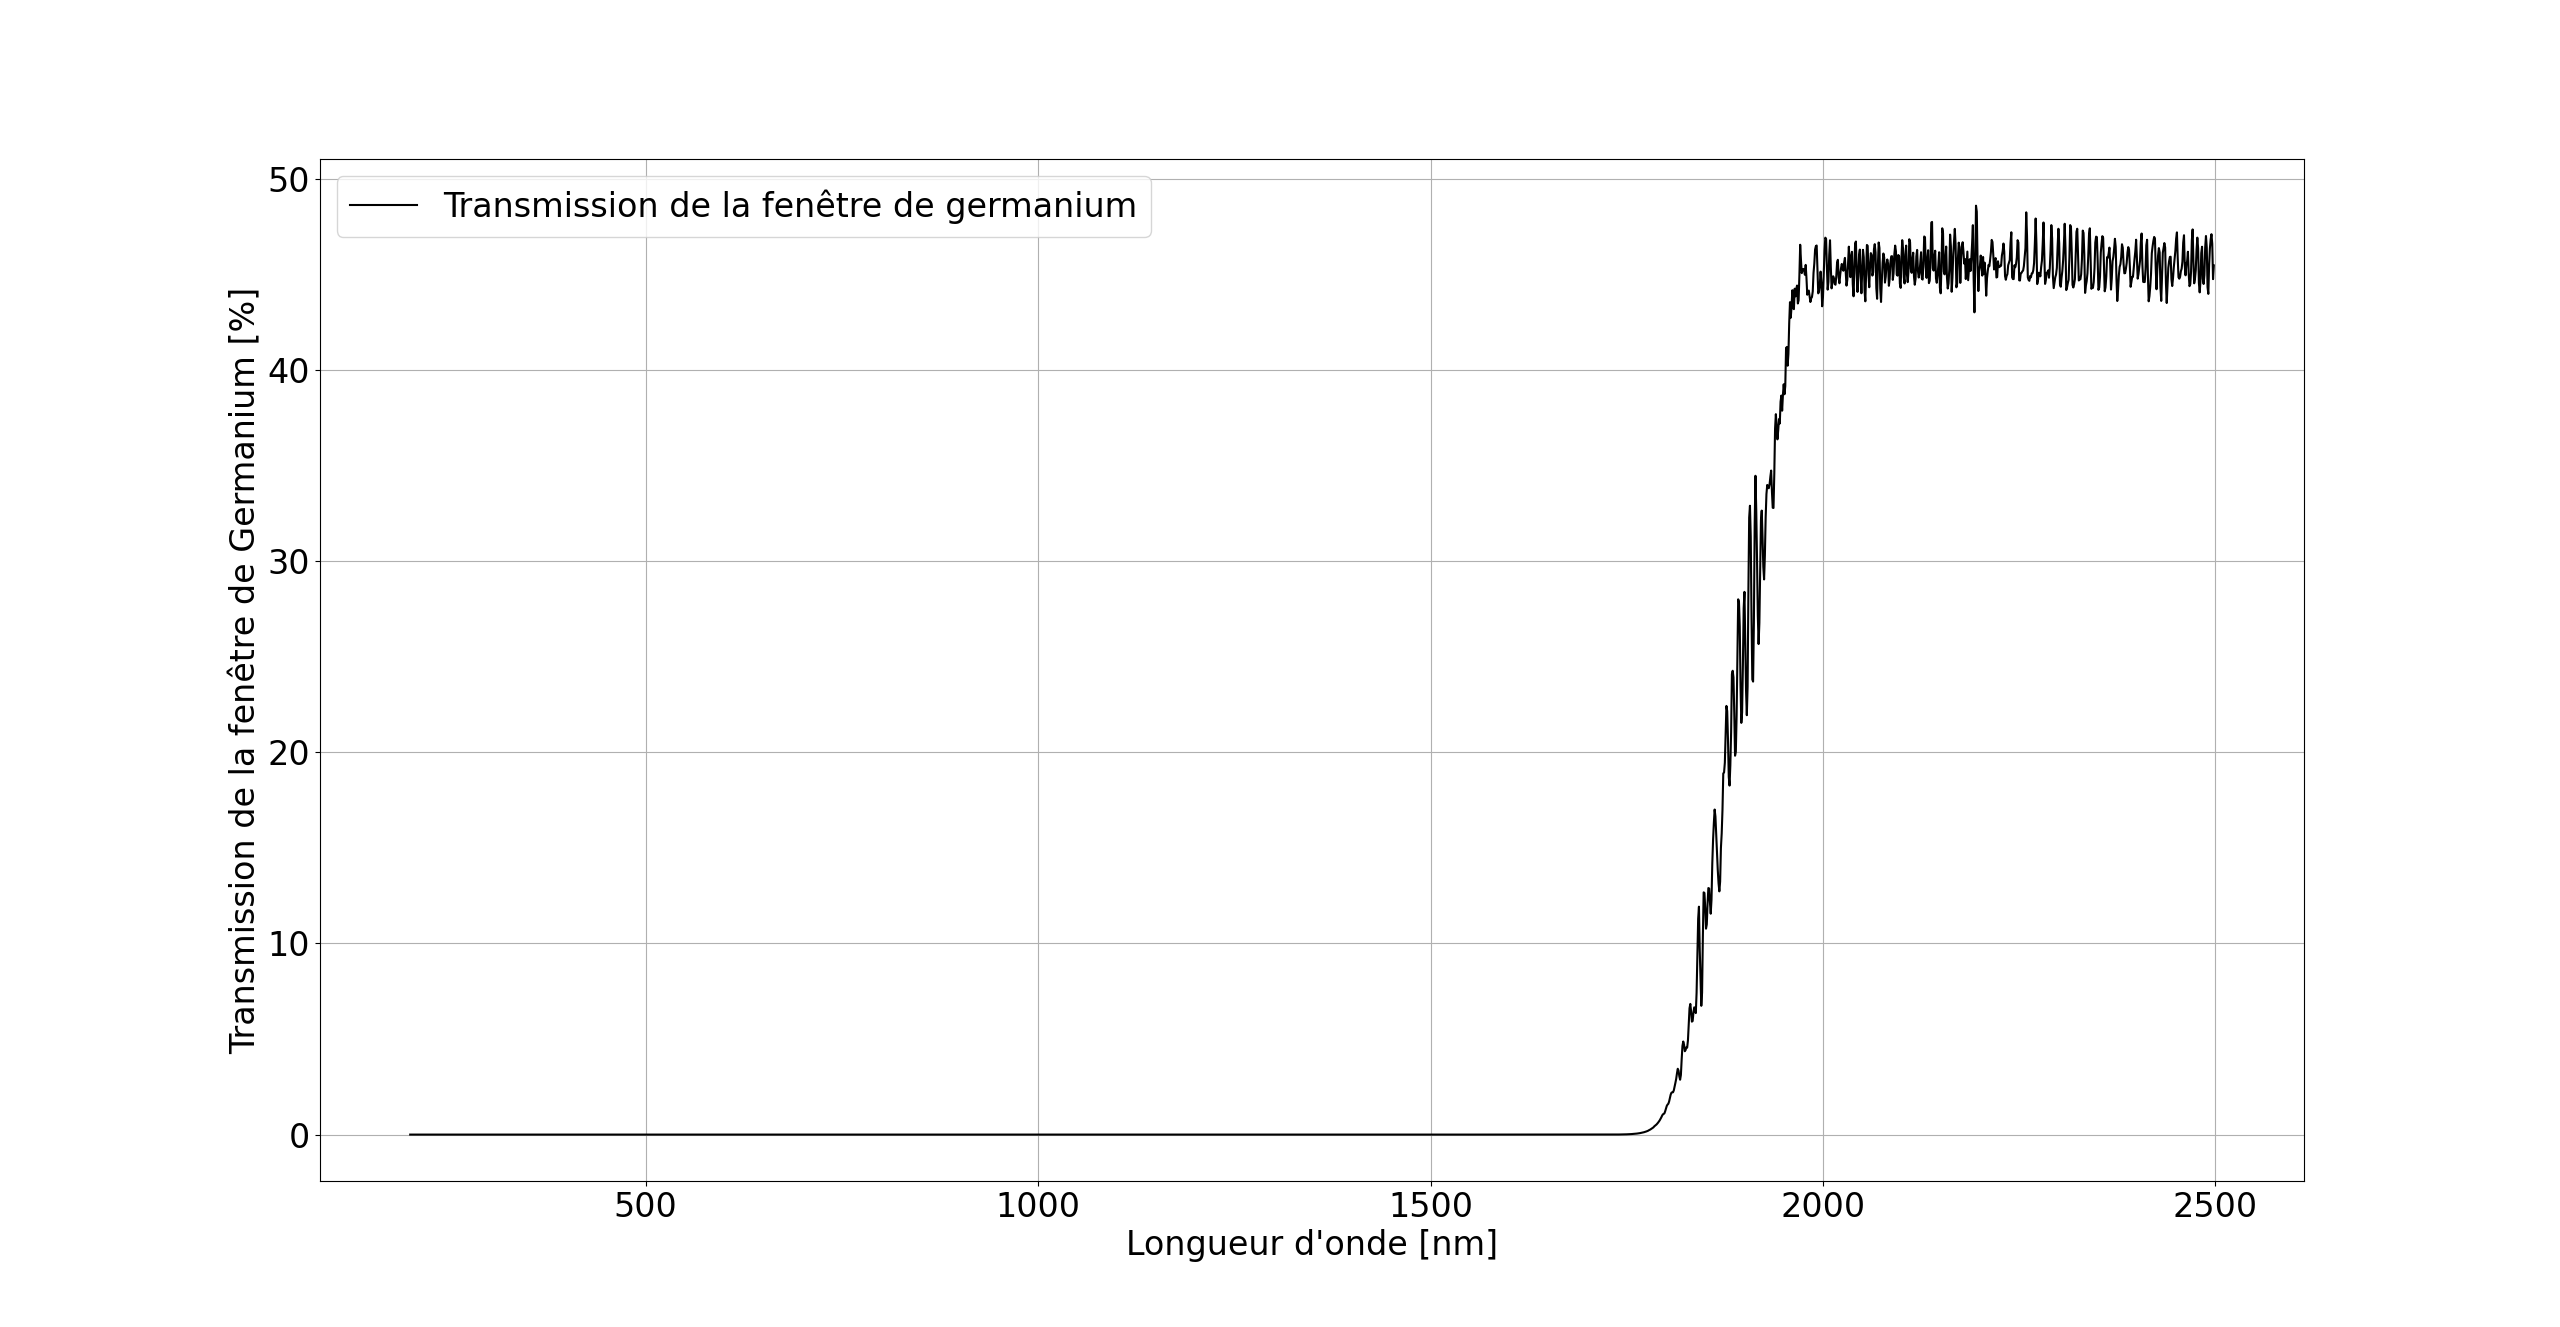 Transmission de la fenêtre de germanium
Transmission de la fenêtre de Germanium [%]
50
40
30
20
10
0
500 1000 1500 2000 2500
Longueur d'onde [nm]